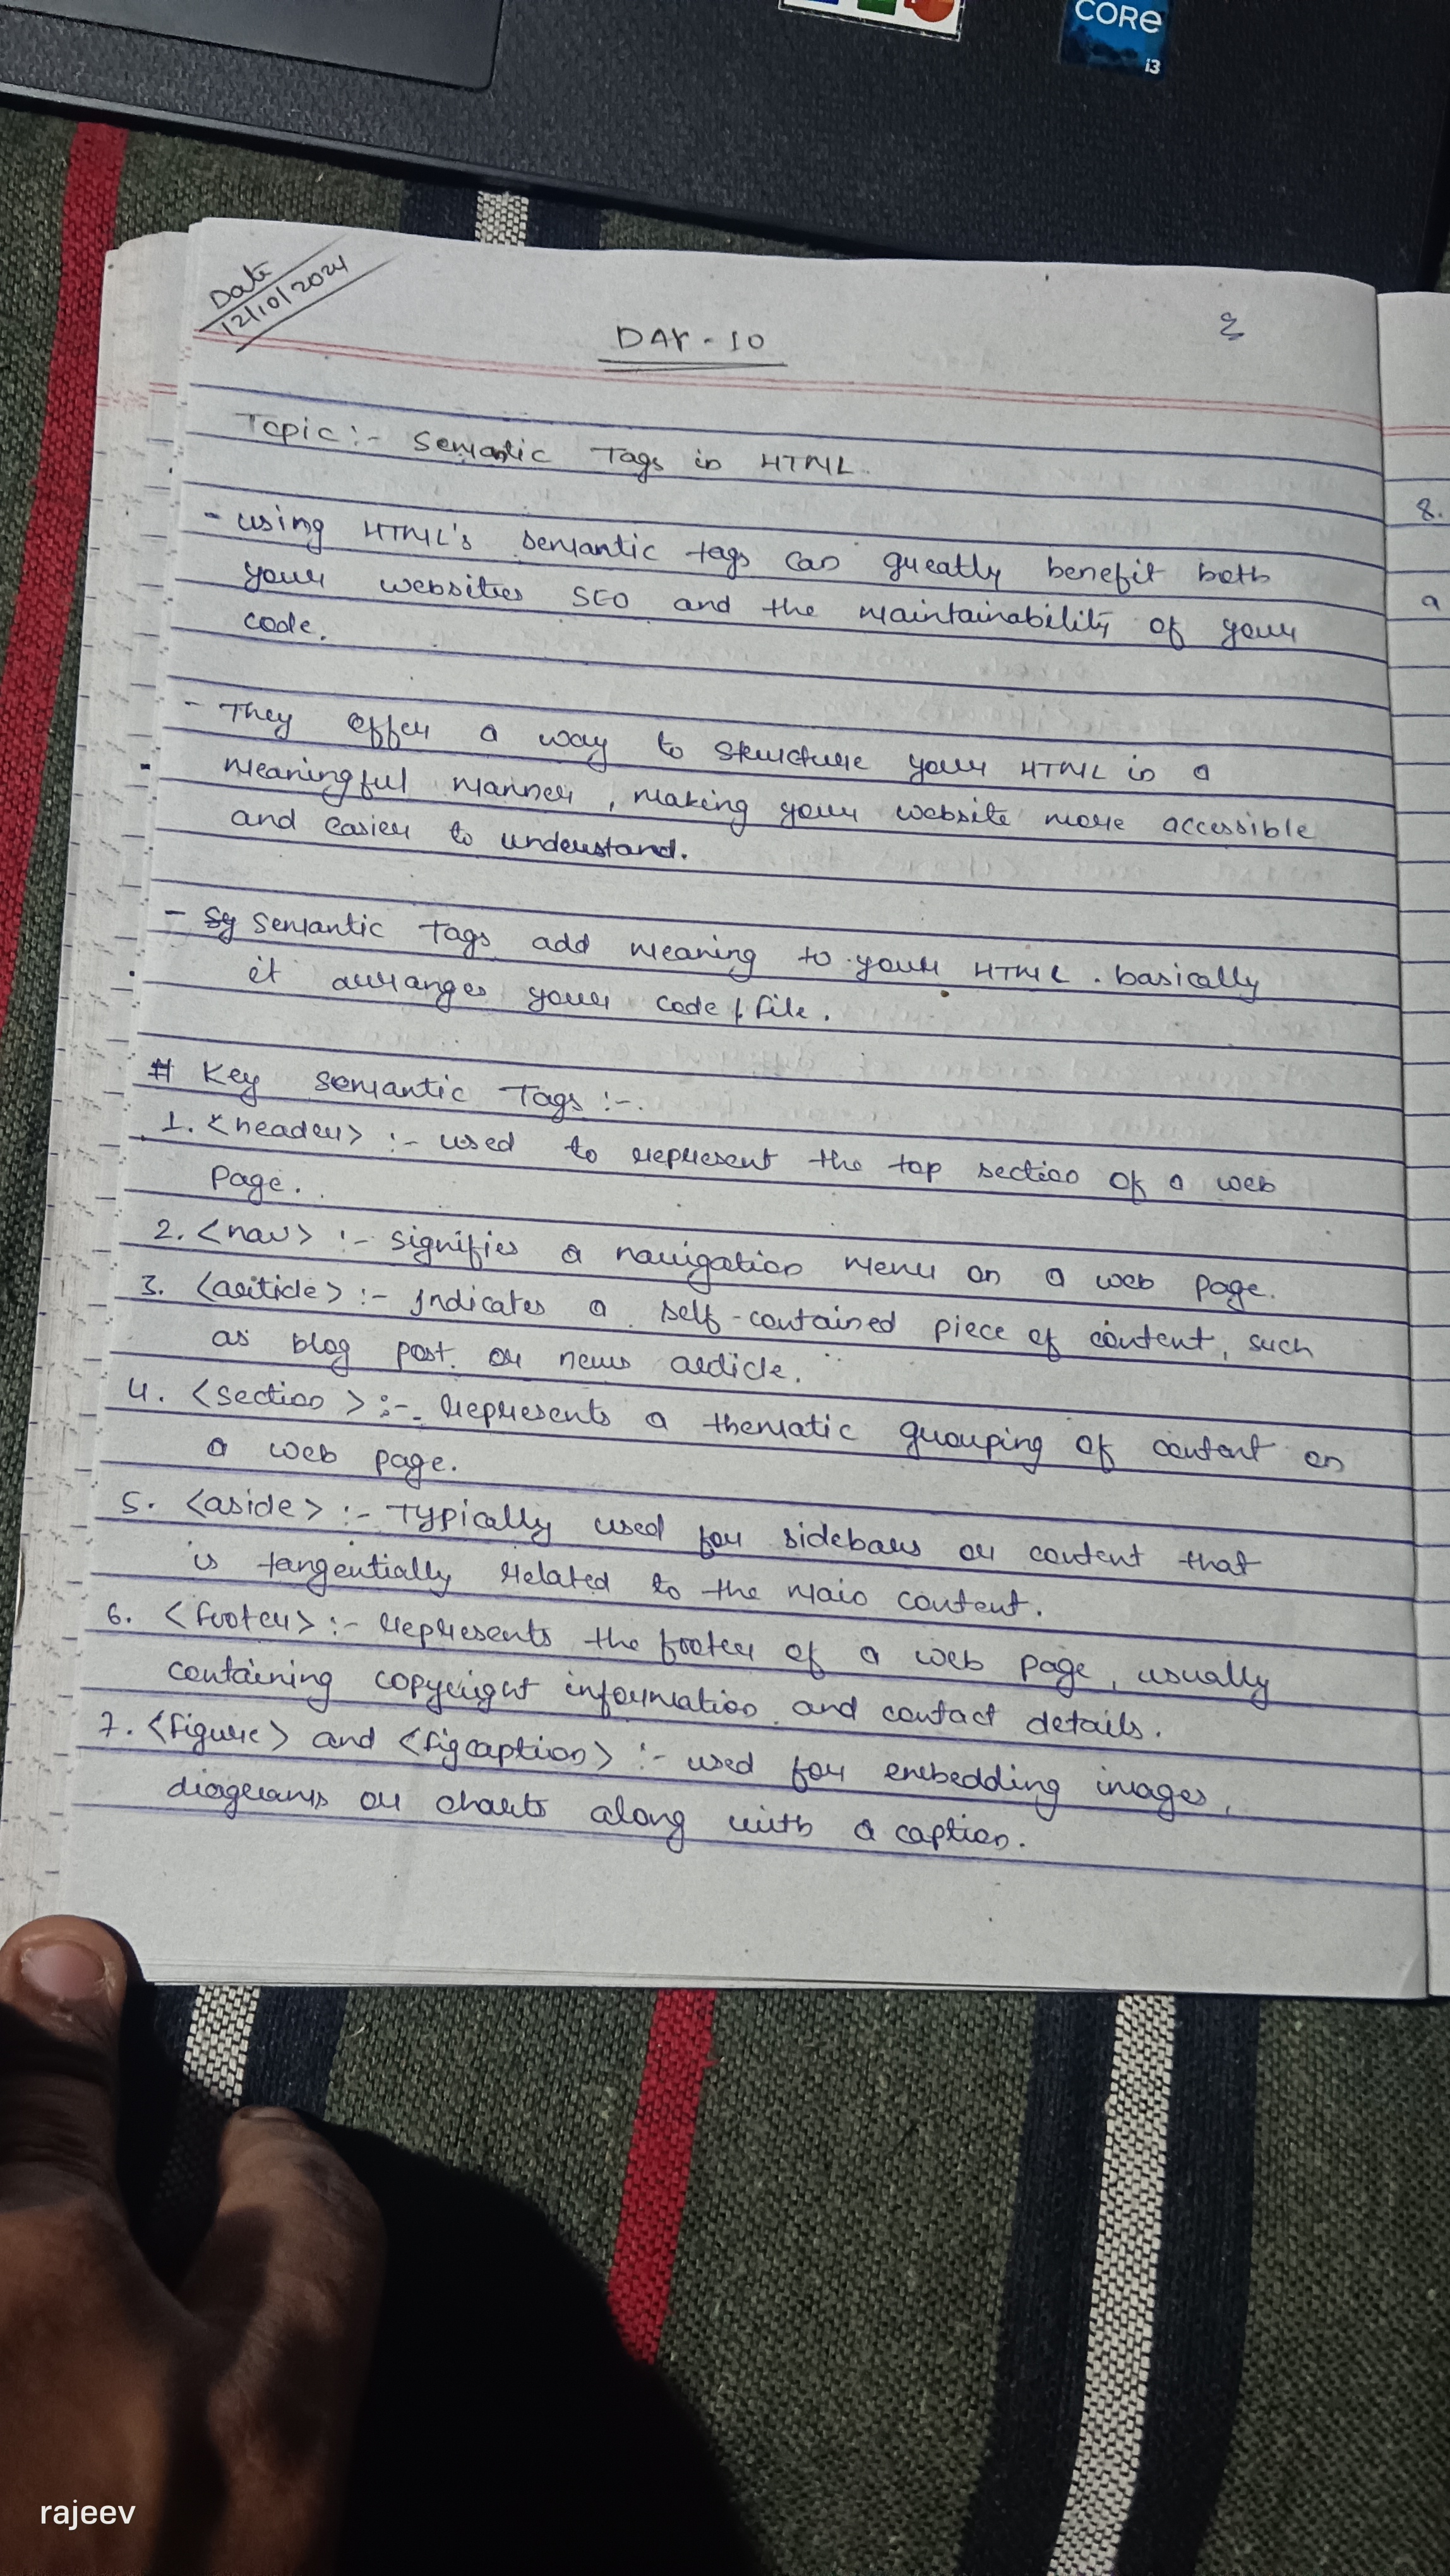 CORe
i3
Date
12/10/2024
DAY - 10
Topic :- Semantic Tags in HTML.
- using HTML's semantic tags can greatly benefit both
your websites SEO and the maintainability of your
code.
- They offer a way to structure your HTML in a
meaningful manner, making your website more accessible
and easier to understand.
- Sy Semantic Tags add meaning to your HTML. basically
it arranges your code / file.
# Key semantic Tags :-.
1. <header> :- used to represent the top section of a web
Page.
2. <nav> :- signifies a navigation menu on a web page.
3. <article> :- Indicates a self-contained piece of content, such
as blog post. or news article.
4. <section> :-. represents a thematic grouping of content on
a web page.
5. <aside> :- Typically used for sidebars or content that
is tangentially related to the main content.
6. <footer> :- represents the footer of a web page, usually
containing copyright information and contact details.
7. <figure> and <figcaption> :- used for embedding images,
diagrams or charts along with a caption.
8.
9
rajeev